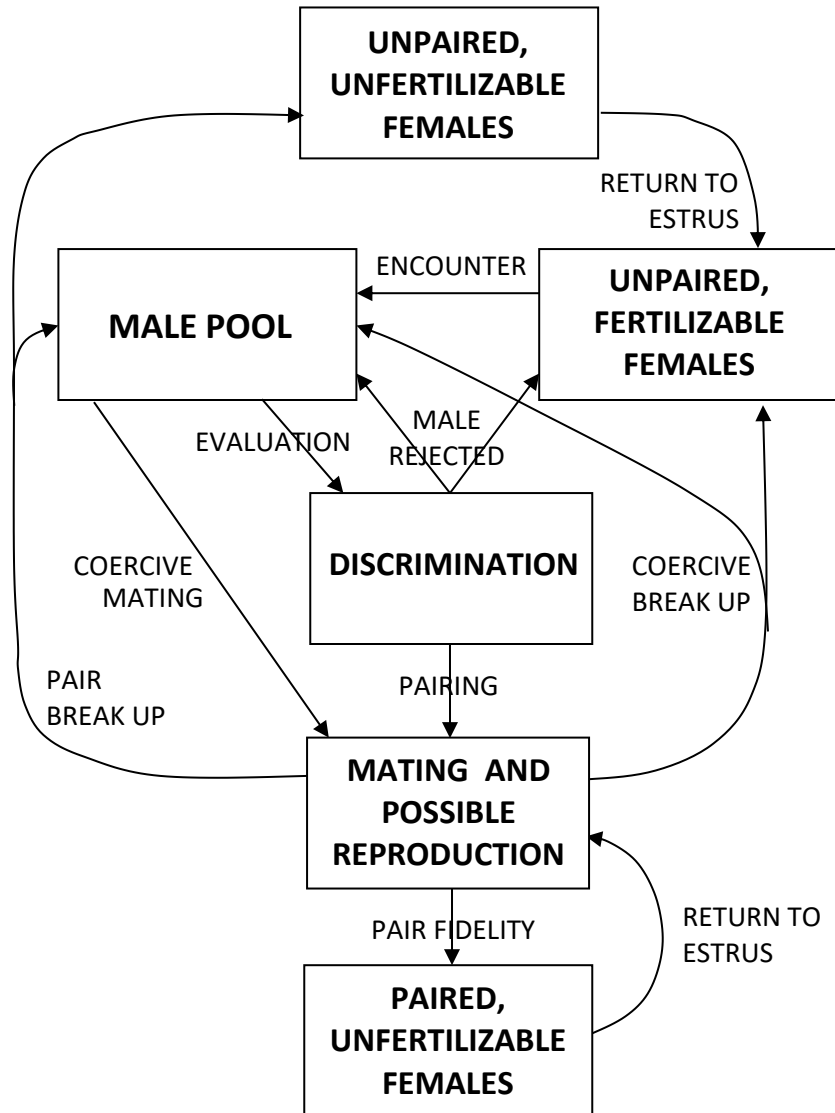 UNPAIRED,
UNFERTILIZABLE
FEMALES
RETURN TO
ESTRUS
ENCOUNTER
UNPAIRED,
FERTILIZABLE
FEMALES
MALE POOL
MALE
REJECTED
EVALUATION
DISCRIMINATION
COERCIVE
MATING
COERCIVE
BREAK UP
PAIR
BREAK UP
PAIRING
MATING AND
POSSIBLE
REPRODUCTION
PAIR FIDELITY
RETURN TO
ESTRUS
PAIRED,
UNFERTILIZABLE
FEMALES